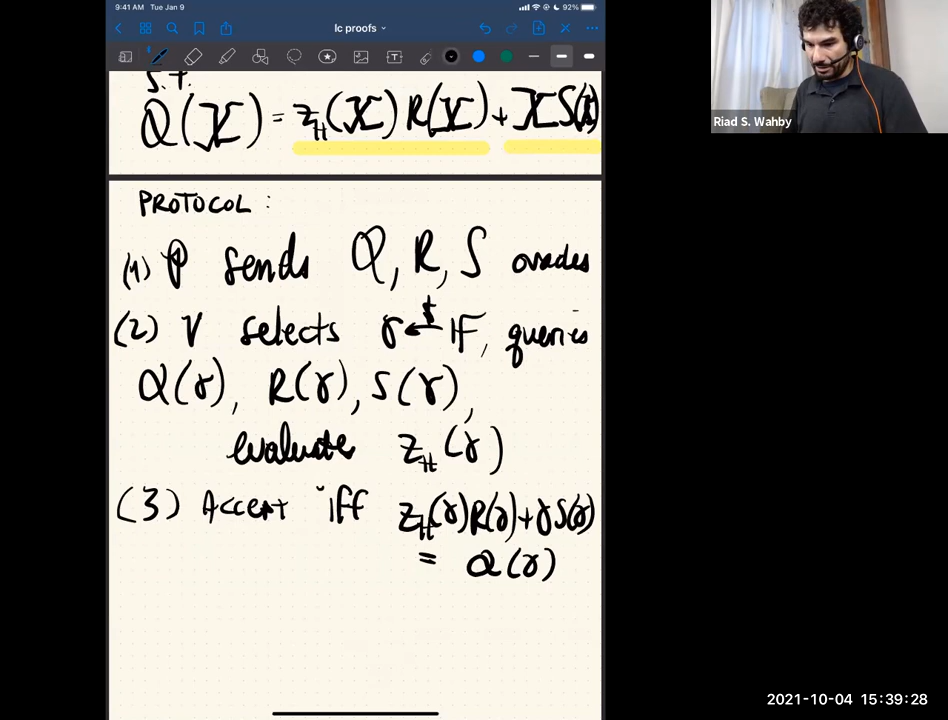 9:41 AM Tue Jan 9
92%
lc proofs
s.t.
Q(X) = z_H(X) R(X) + X S(X)
PROTOCOL :
(1) P sends Q, R, S oracles
(2) V selects γ ←$ F, queries
Q(γ), R(γ), S(γ),
evaluate z_H(γ)
(3) Accept iff z_H(γ)R(γ)+γS(γ)
= Q(γ)
Riad S. Wahby
2021-10-04 15:39:28